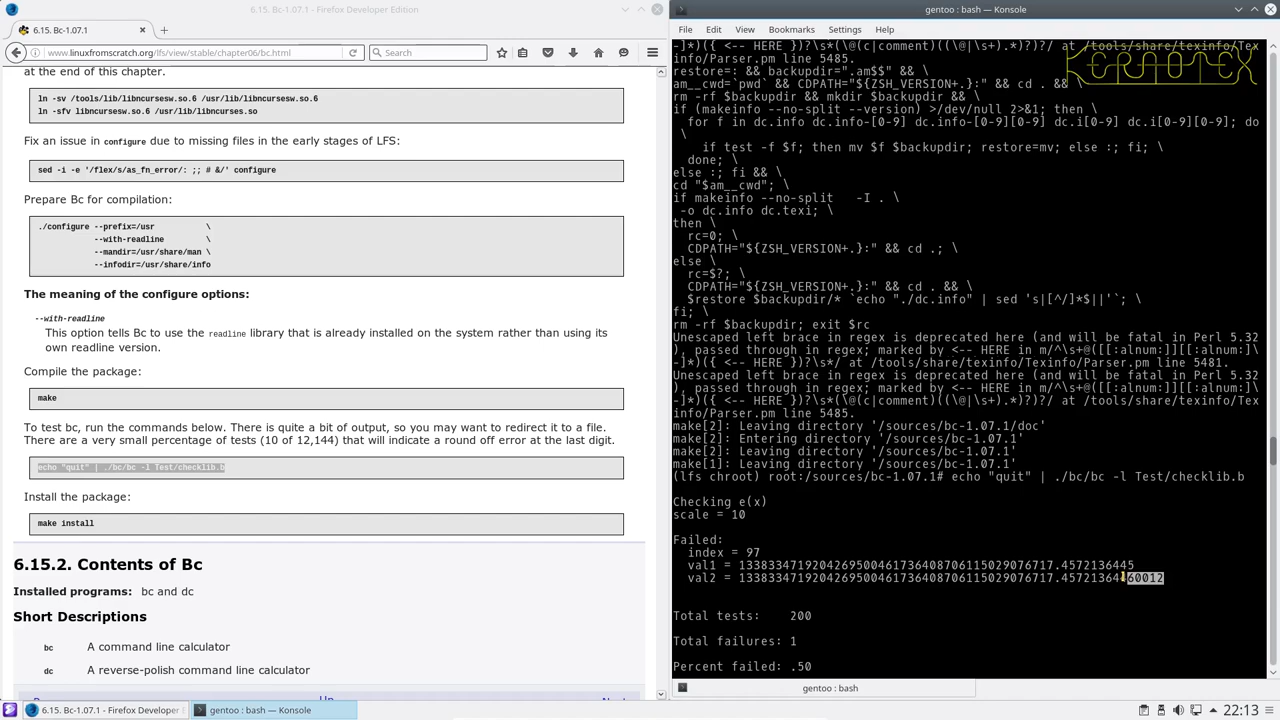 6.15. Bc-1.07.1 - Firefox Developer Edition
6.15. Bc-1.07.1
www.linuxfromscratch.org/lfs/view/stable/chapter06/bc.html
Search
at the end of this chapter.
ln -sv /tools/lib/libncursesw.so.6 /usr/lib/libncursesw.so.6
ln -sfv libncursesw.so.6 /usr/lib/libncurses.so
Fix an issue in configure due to missing files in the early stages of LFS:
sed -i -e '/flex/s/as_fn_error/: ;; # &/' configure
Prepare Bc for compilation:
./configure --prefix=/usr \
--with-readline \
--mandir=/usr/share/man \
--infodir=/usr/share/info
The meaning of the configure options:
--with-readline
This option tells Bc to use the readline library that is already installed on the system rather than using its
own readline version.
Compile the package:
make
To test bc, run the commands below. There is quite a bit of output, so you may want to redirect it to a file.
There are a very small percentage of tests (10 of 12,144) that will indicate a round off error at the last digit.
echo "quit" | ./bc/bc -l Test/checklib.b
Install the package:
make install
6.15.2. Contents of Bc
Installed programs: bc and dc
Short Descriptions
bc A command line calculator
dc A reverse-polish command line calculator
gentoo : bash — Konsole
File Edit View Bookmarks Settings Help
KERNOTEX
-]*)({ <-- HERE })?\s*(\@(c|comment)((\@|\s+).*)?)?/ at /tools/share/texinfo/Tex
info/Parser.pm line 5485.
restore=: && backupdir=".am$$" && \
am__cwd=`pwd` && CDPATH="${ZSH_VERSION+.}:" && cd . && \
rm -rf $backupdir && mkdir $backupdir && \
if (makeinfo --no-split --version) >/dev/null 2>&1; then \
for f in dc.info dc.info-[0-9] dc.info-[0-9][0-9] dc.i[0-9] dc.i[0-9][0-9]; do
\
if test -f $f; then mv $f $backupdir; restore=mv; else :; fi; \
done; \
else :; fi && \
cd "$am__cwd"; \
if makeinfo --no-split -I . \
-o dc.info dc.texi; \
then \
rc=0; \
CDPATH="${ZSH_VERSION+.}:" && cd .; \
else \
rc=$?; \
CDPATH="${ZSH_VERSION+.}:" && cd . && \
$restore $backupdir/* `echo "./dc.info" | sed 's|[^/]*$||'`; \
fi; \
rm -rf $backupdir; exit $rc
Unescaped left brace in regex is deprecated here (and will be fatal in Perl 5.32
), passed through in regex; marked by <-- HERE in m/^\s+@([[:alnum:]][[:alnum:]\
-]*)({ <-- HERE })?\s*/ at /tools/share/texinfo/Texinfo/Parser.pm line 5481.
Unescaped left brace in regex is deprecated here (and will be fatal in Perl 5.32
), passed through in regex; marked by <-- HERE in m/^\s+@([[:alnum:]][[:alnum:]\
-]*)({ <-- HERE })?\s*(\@(c|comment)((\@|\s+).*)?)?/ at /tools/share/texinfo/Tex
info/Parser.pm line 5485.
make[2]: Leaving directory '/sources/bc-1.07.1/doc'
make[2]: Entering directory '/sources/bc-1.07.1'
make[2]: Leaving directory '/sources/bc-1.07.1'
make[1]: Leaving directory '/sources/bc-1.07.1'
(lfs chroot) root:/sources/bc-1.07.1# echo "quit" | ./bc/bc -l Test/checklib.b
Checking e(x)
scale = 10
Failed:
index = 97
val1 = 1338334719204269500461736408706115029076717.4572136445
Total tests: 200
Total failures: 1
Percent failed: .50
gentoo : bash
6.15. Bc-1.07.1 - Firefox Developer E
gentoo : bash — Konsole
22:13